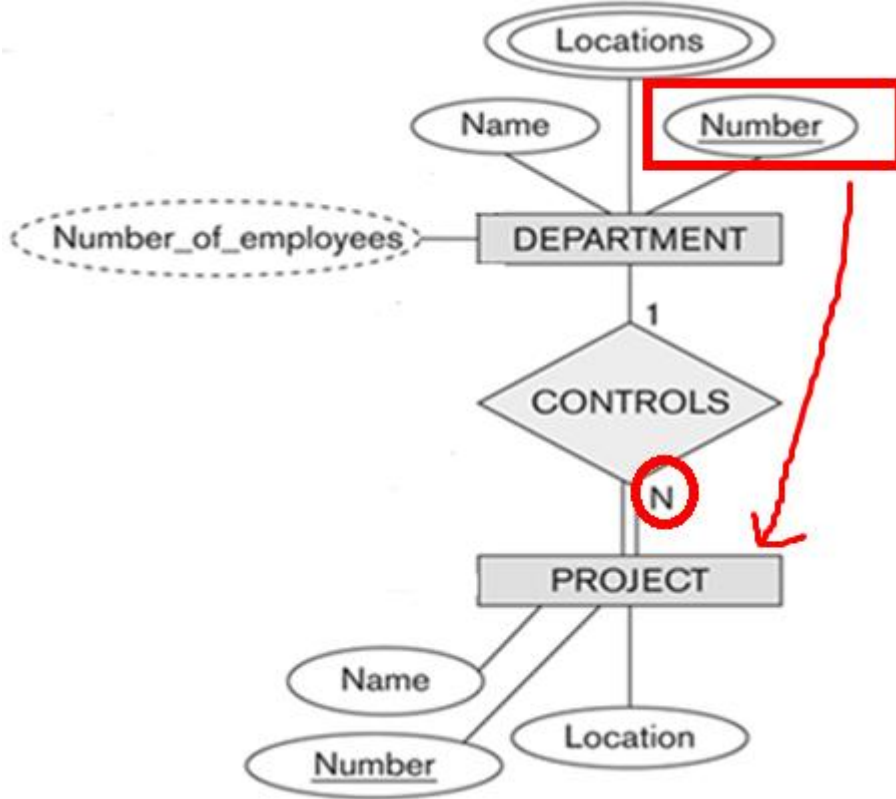 Locations
Name
Number
Number_of_employees
DEPARTMENT
1
CONTROLS
N
PROJECT
Name
Location
Number